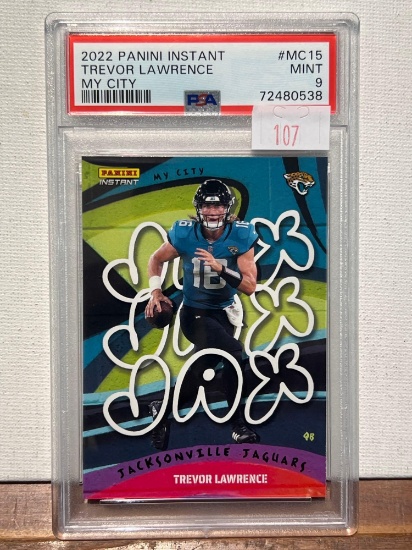 2022 PANINI INSTANT #MC15
TREVOR LAWRENCE MINT
MY CITY 9
PSA 72480538
107
PANINI
INSTANT
MY CITY
JAX
JAX
JAX
16
16
JACKSONVILLE JAGUARS
TREVOR LAWRENCE